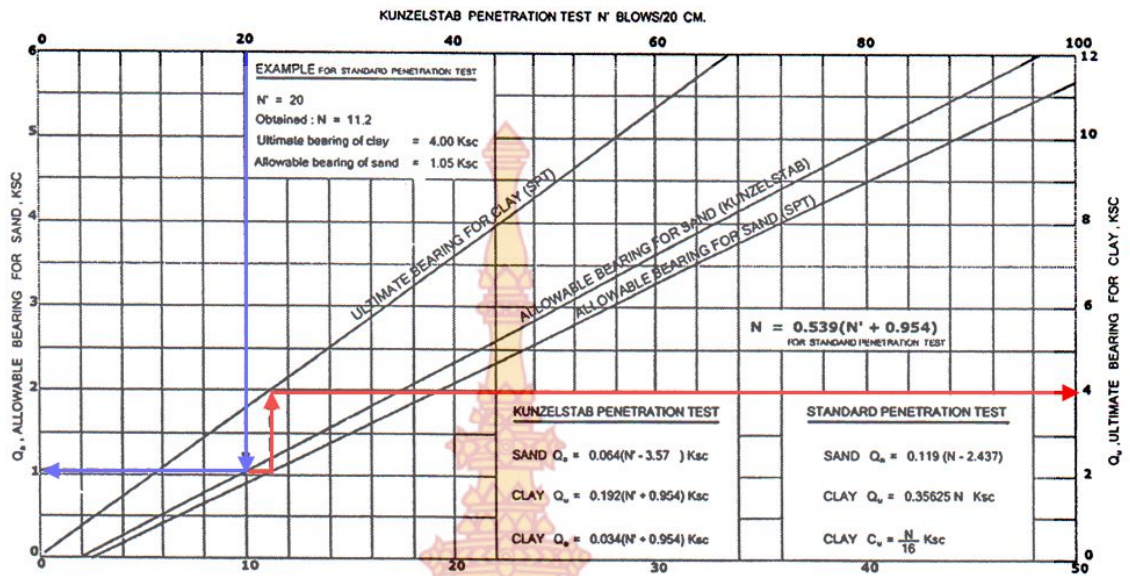 KUNZELSTAB PENETRATION TEST N' BLOWS/20 CM.
0 20 40 60 80 100
6 12
EXAMPLE FOR STANDARD PENETRATION TEST
N' = 20
Obtained : N = 11.2
Ultimate bearing of clay = 4.00 Ksc
Allowable bearing of sand = 1.05 Ksc
5 10
4 8
3 6
2 4
1 2
0 0
0 10 20 30 40 50
Qa , ALLOWABLE BEARING FOR SAND , KSC
Qu , ULTIMATE BEARING FOR CLAY , KSC
ULTIMATE BEARING FOR CLAY (SPT)
ALLOWABLE BEARING FOR SAND (KUNZELSTAB)
ALLOWABLE BEARING FOR SAND (SPT)
N = 0.539(N' + 0.954)
FOR STANDARD PENETRATION TEST
KUNZELSTAB PENETRATION TEST
SAND Qa = 0.064(N' - 3.57 ) Ksc
CLAY Qu = 0.192(N' + 0.954) Ksc
CLAY Qa = 0.034(N' + 0.954) Ksc
STANDARD PENETRATION TEST
SAND Qa = 0.119 (N - 2.437)
CLAY Qu = 0.35625 N Ksc
CLAY Cu = N/16 Ksc